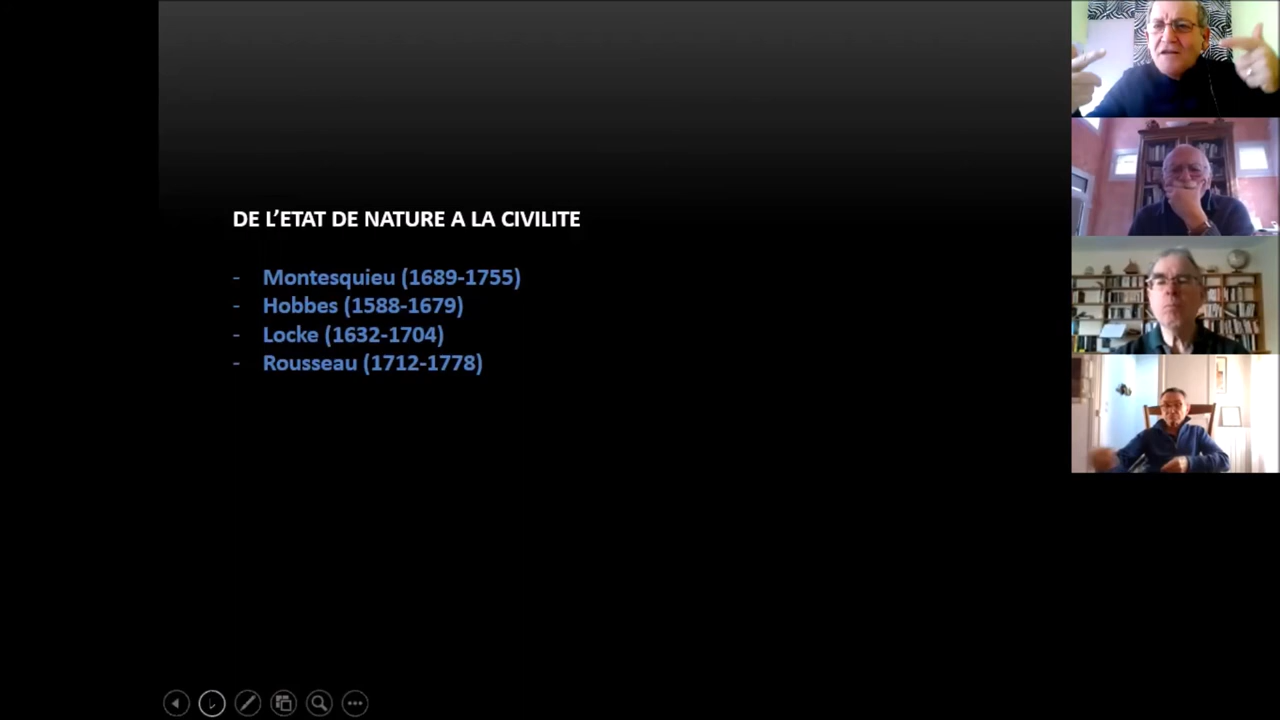 DE L'ETAT DE NATURE A LA CIVILITE
- Montesquieu (1689-1755)
- Hobbes (1588-1679)
- Locke (1632-1704)
- Rousseau (1712-1778)